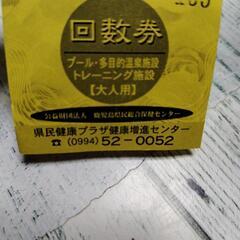 回数券
プール・多目的温泉施設
トレーニング施設
【大人用】
公益財団法人 鹿児島県民総合保健センター
県民健康プラザ健康増進センター
☎(0994)52-0052